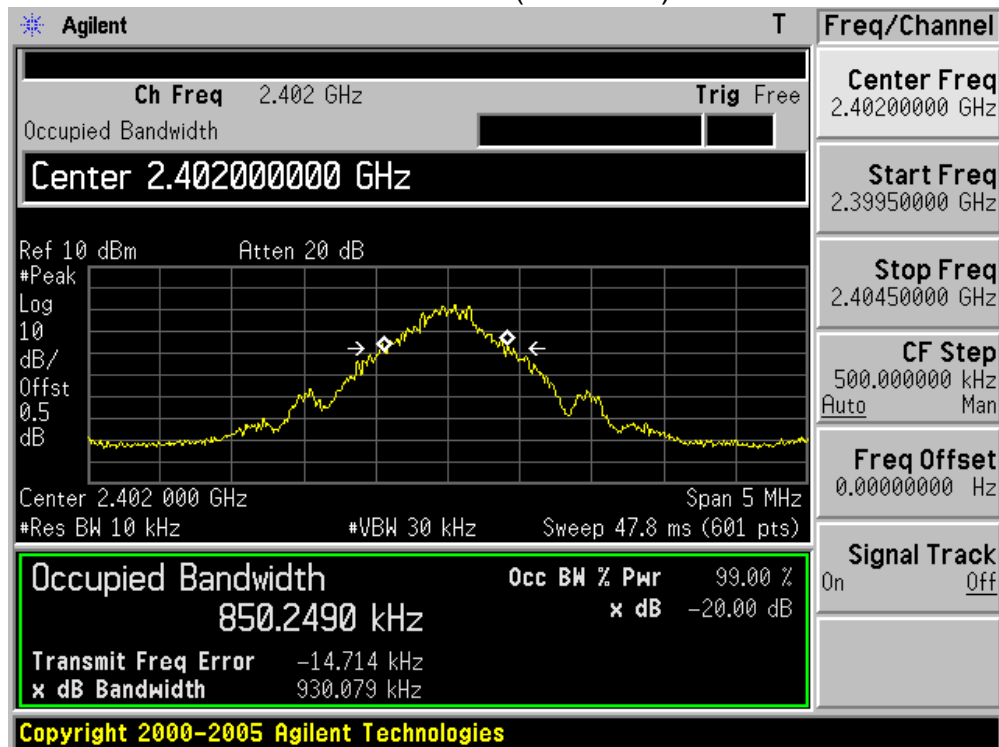 Agilent T Freq/Channel
Ch Freq 2.402 GHz Trig Free
Occupied Bandwidth
Center 2.402000000 GHz
Ref 10 dBm Atten 20 dB
#Peak
Log
10
dB/
Offst
0.5
dB
Center 2.402 000 GHz Span 5 MHz
#Res BW 10 kHz #VBW 30 kHz Sweep 47.8 ms (601 pts)
Occupied Bandwidth Occ BW % Pwr 99.00 %
850.2490 kHz x dB -20.00 dB
Transmit Freq Error -14.714 kHz
x dB Bandwidth 930.079 kHz
Copyright 2000-2005 Agilent Technologies
Center Freq
2.40200000 GHz
Start Freq
2.39950000 GHz
Stop Freq
2.40450000 GHz
CF Step
500.000000 kHz
Auto Man
Freq Offset
0.00000000 Hz
Signal Track
On Off